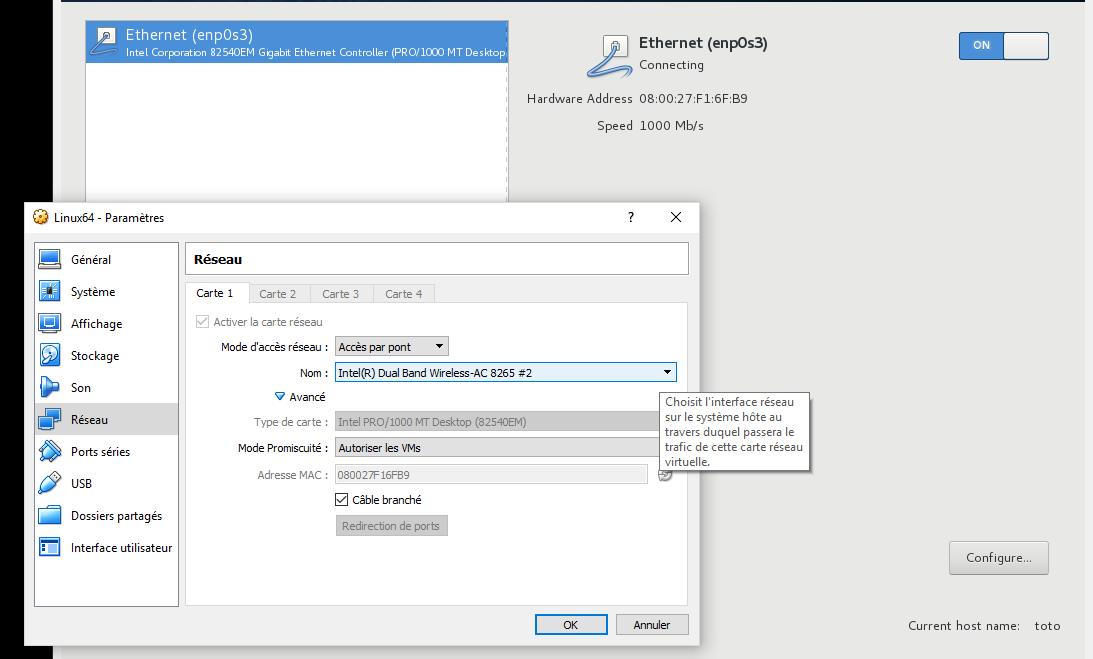 Ethernet (enp0s3)
Intel Corporation 82540EM Gigabit Ethernet Controller (PRO/1000 MT Desktop
Ethernet (enp0s3)
Connecting
ON
Hardware Address 08:00:27:F1:6F:B9
Speed 1000 Mb/s
Linux64 - Paramètres
?
Général
Système
Affichage
Stockage
Son
Réseau
Ports séries
USB
Dossiers partagés
Interface utilisateur
Réseau
Carte 1 Carte 2 Carte 3 Carte 4
Activer la carte réseau
Mode d'accès réseau : Accès par pont
Nom : Intel(R) Dual Band Wireless-AC 8265 #2
Avancé
Type de carte : Intel PRO/1000 MT Desktop (82540EM)
Mode Promiscuité : Autoriser les VMs
Adresse MAC : 080027F16FB9
Câble branché
Redirection de ports
Choisit l'interface réseau
sur le système hôte au
travers duquel passera le
trafic de cette carte réseau
virtuelle.
OK Annuler
Configure...
Current host name: toto